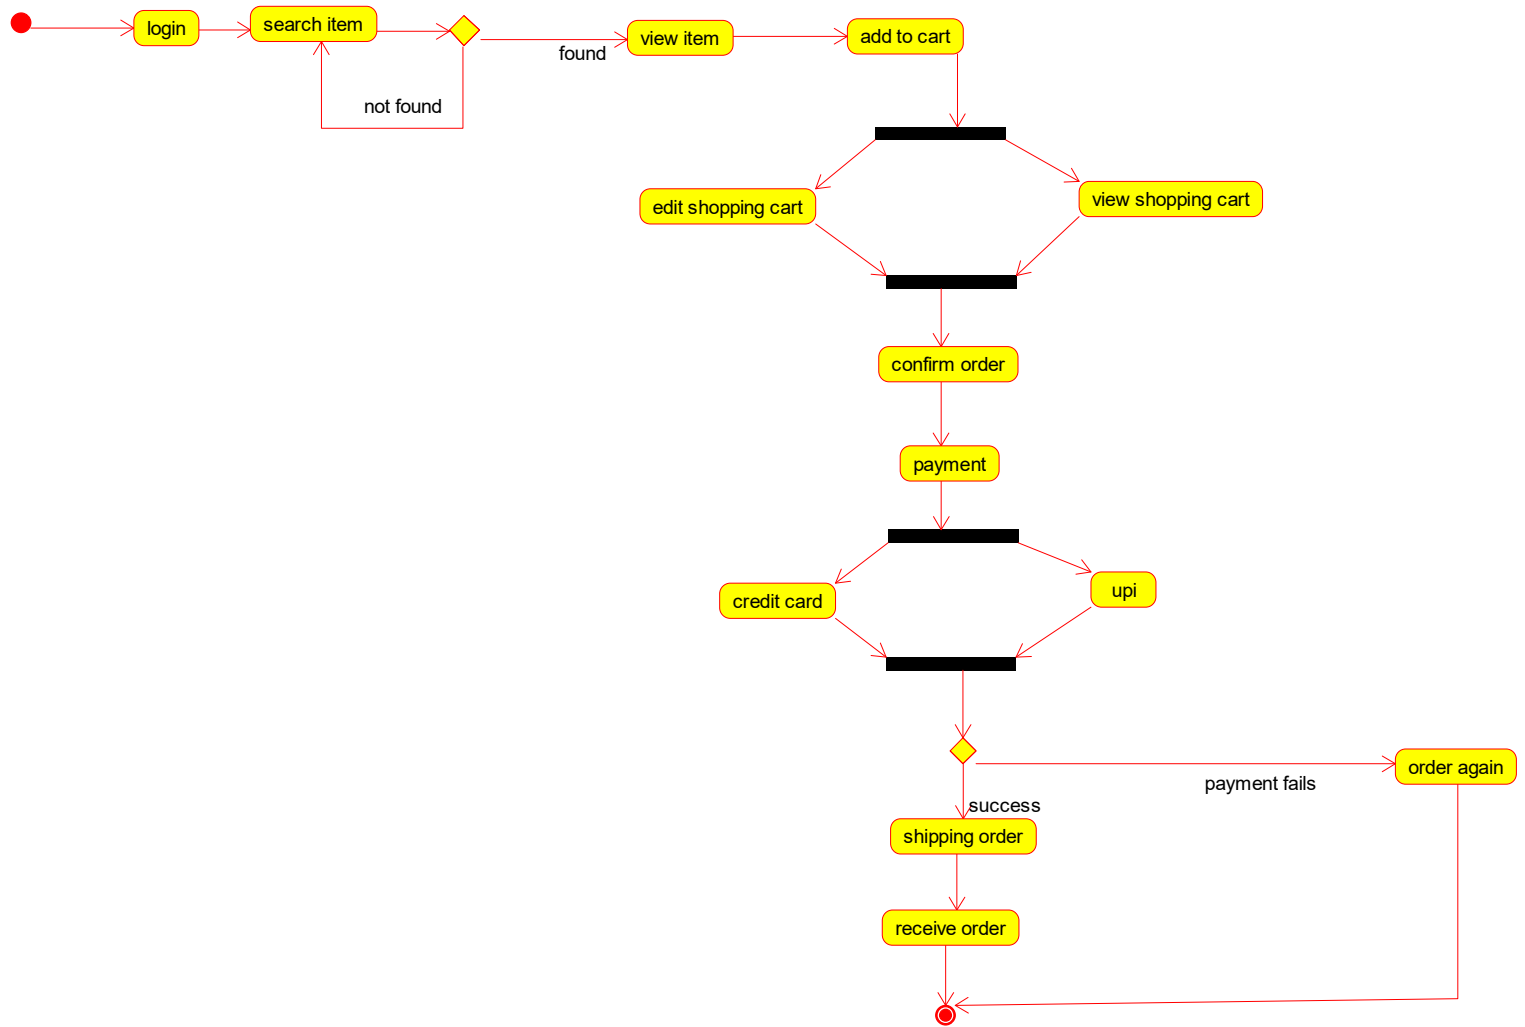 login
search item
view item
add to cart
found
not found
edit shopping cart
view shopping cart
confirm order
payment
credit card
upi
order again
payment fails
success
shipping order
receive order